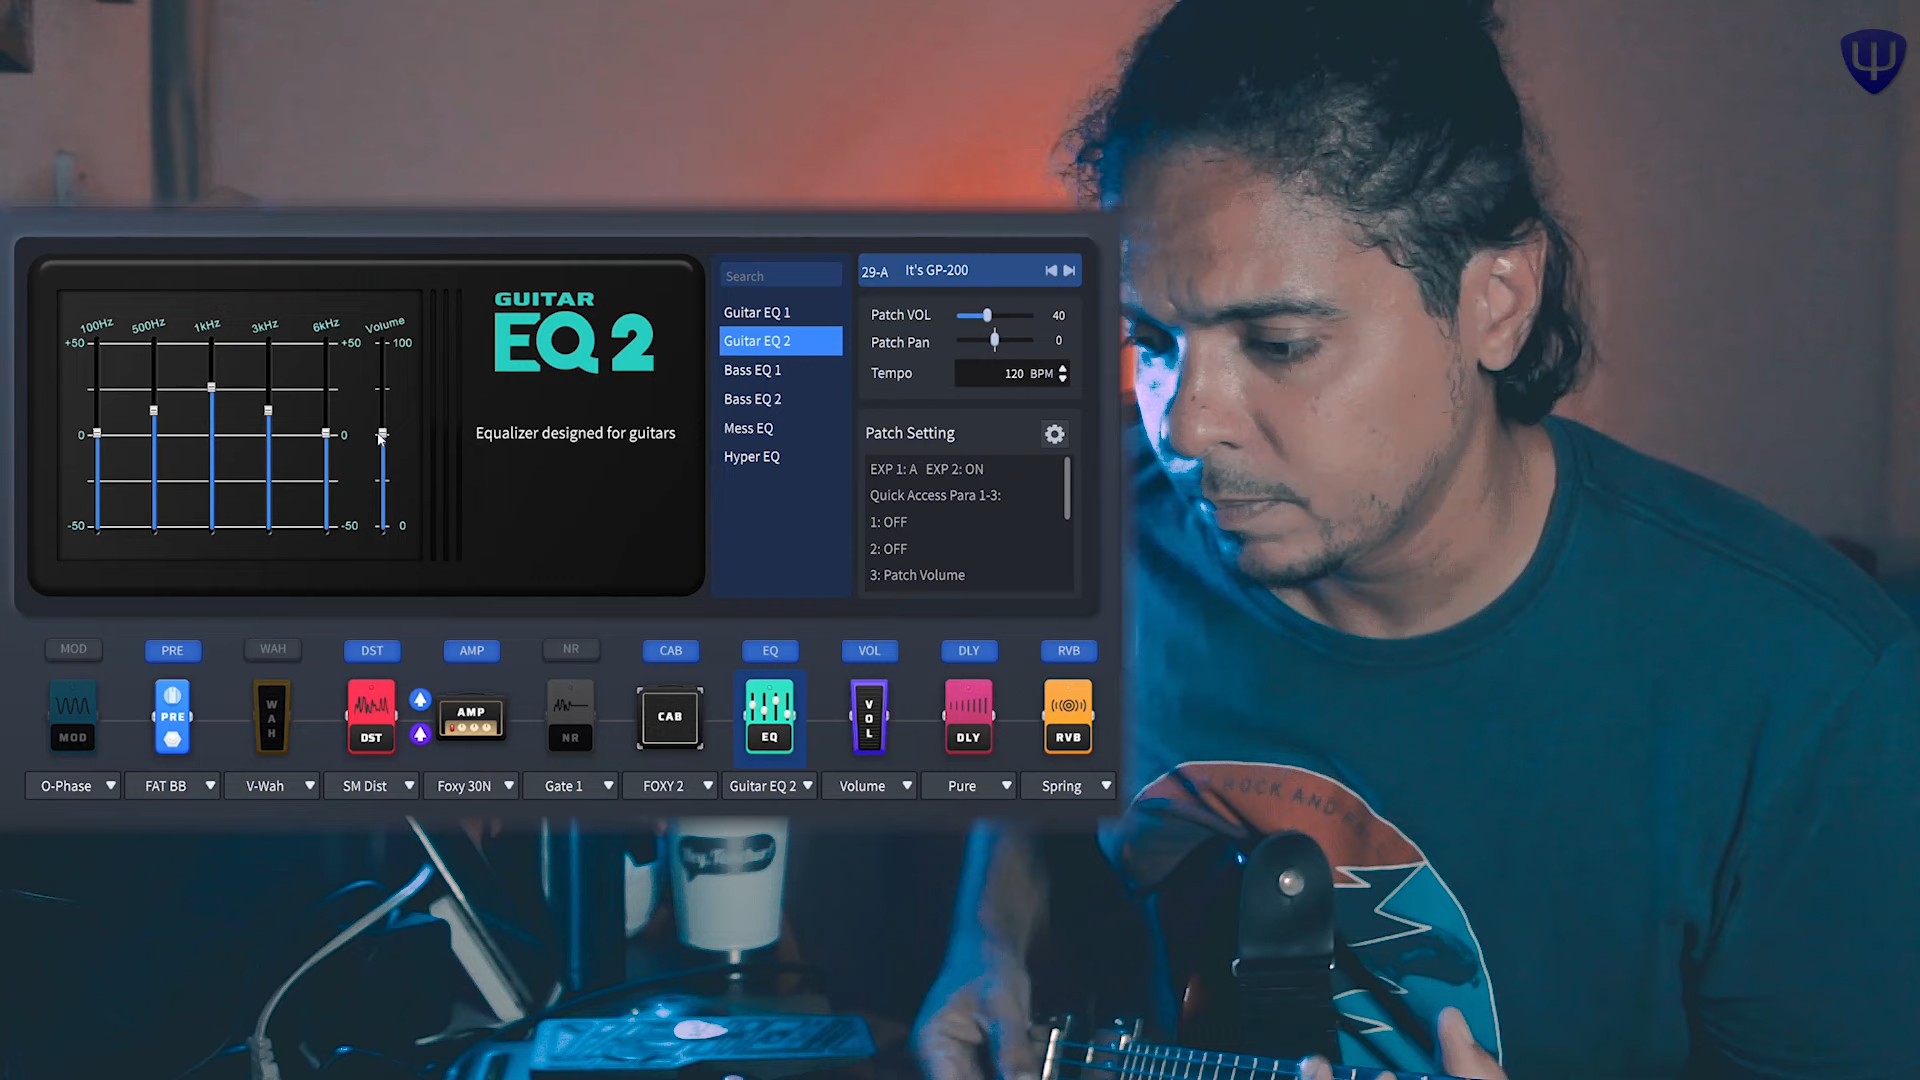 GUITAR
EQ 2
Equalizer designed for guitars
100Hz 500Hz 1kHz 3kHz 6kHz Volume
+50 +50 100
0 0
-50 -50 0
Search
Guitar EQ 1
Guitar EQ 2
Bass EQ 1
Bass EQ 2
Mess EQ
Hyper EQ
29-A It's GP-200
Patch VOL 40
Patch Pan 0
Tempo 120 BPM
Patch Setting
EXP 1: A EXP 2: ON
Quick Access Para 1-3:
1: OFF
2: OFF
3: Patch Volume
MOD PRE WAH DST AMP NR CAB EQ VOL DLY RVB
MOD PRE WAH DST AMP NR CAB EQ VOL DLY RVB
O-Phase FAT BB V-Wah SM Dist Foxy 30N Gate 1 FOXY 2 Guitar EQ 2 Volume Pure Spring
ROCK AND